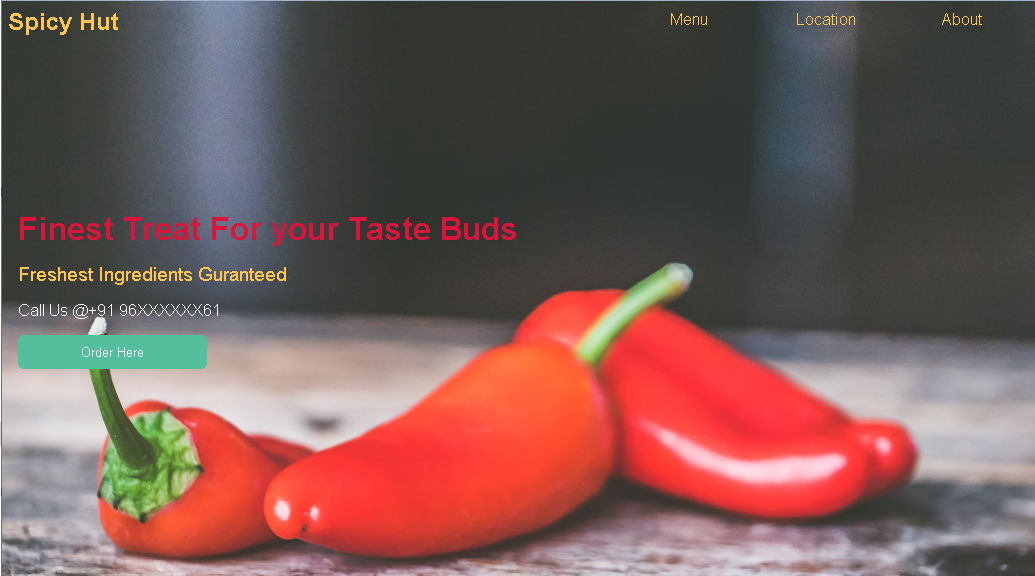 Spicy Hut
Menu Location About
Finest Treat For your Taste Buds
Freshest Ingredients Guranteed
Call Us @+91 96XXXXXX61
Order Here